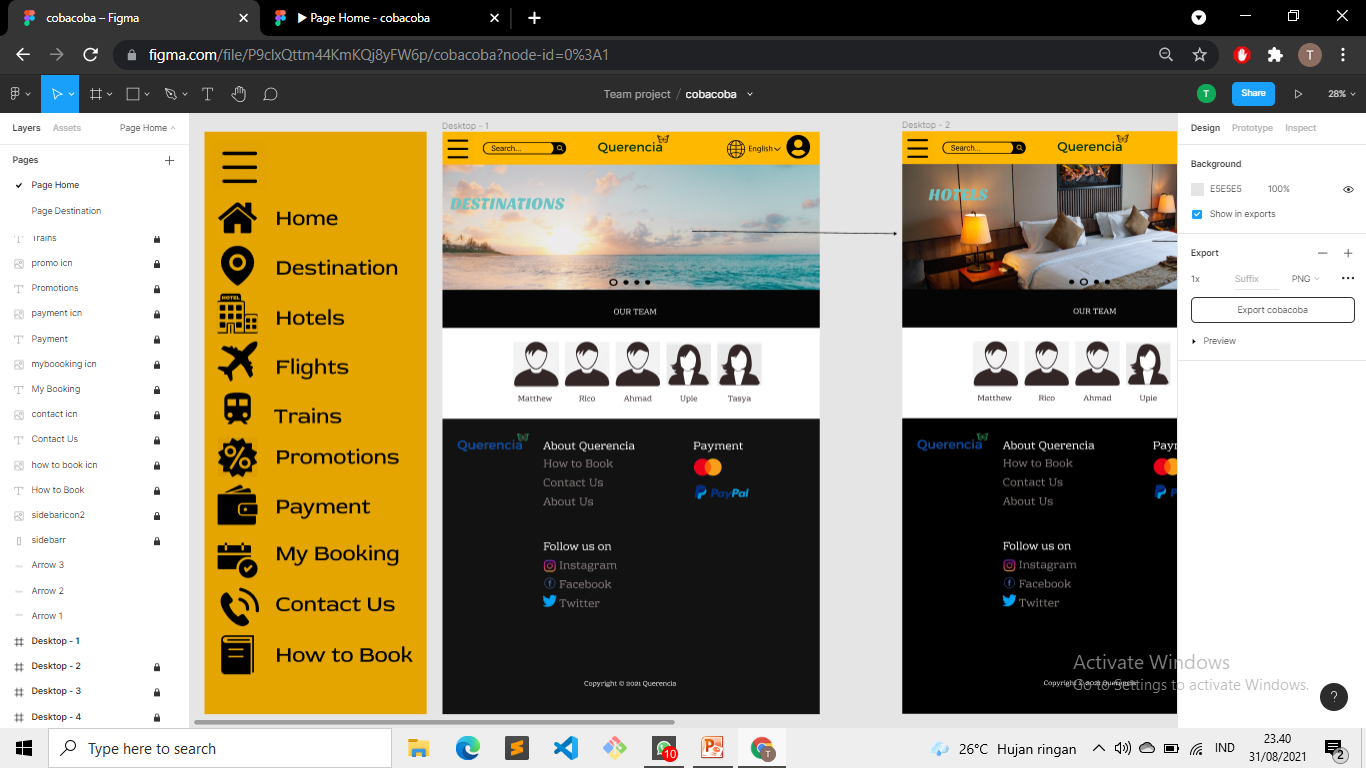 cobacoba – Figma
Page Home - cobacoba
figma.com/file/P9clxQttm44KmKQj8yFW6p/cobacoba?node-id=0%3A1
T
Team project / cobacoba
T
Share
28%
Layers
Assets
Page Home
Pages
Page Home
Page Destination
Trains
promo icn
Promotions
payment icn
Payment
myboocking icn
My Booking
contact icn
Contact Us
how to book icn
How to Book
sidebaricon2
sidebarr
Arrow 3
Arrow 2
Arrow 1
Desktop - 1
Desktop - 2
Desktop - 3
Desktop - 4
Home
Destination
HOTEL
Hotels
Flights
Trains
Promotions
Payment
My Booking
Contact Us
How to Book
Desktop - 1
Search...
Querencia
English
DESTINATIONS
OUR TEAM
Matthew
Rico
Ahmad
Upie
Tasya
Querencia
About Querencia
How to Book
Contact Us
About Us
Payment
PayPal
Follow us on
Instagram
Facebook
Twitter
Copyright © 2021 Querencia
Desktop - 2
Search...
Querencia
HOTELS
OUR TEAM
Matthew
Rico
Ahmad
Upie
Querencia
About Querencia
How to Book
Contact Us
About Us
Follow us on
Instagram
Facebook
Twitter
Copyright © 2021 Querencia
Design
Prototype
Inspect
Background
E5E5E5
100%
Show in exports
Export
1x
Suffix
PNG
Export cobacoba
Preview
Activate Windows
Go to Settings to activate Windows.
?
Type here to search
10
T
26°C Hujan ringan
IND
23.40
31/08/2021
2